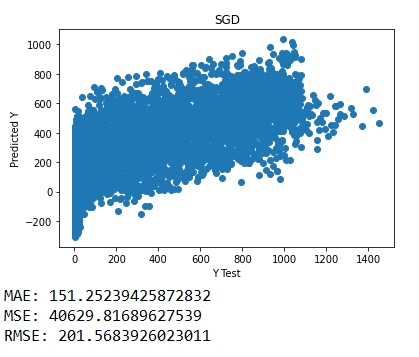 SGD
1000
800
600
400
200
0
−200
Predicted Y
0 200 400 600 800 1000 1200 1400
Y Test
MAE: 151.25239425872832
MSE: 40629.81689627539
RMSE: 201.5683926023011